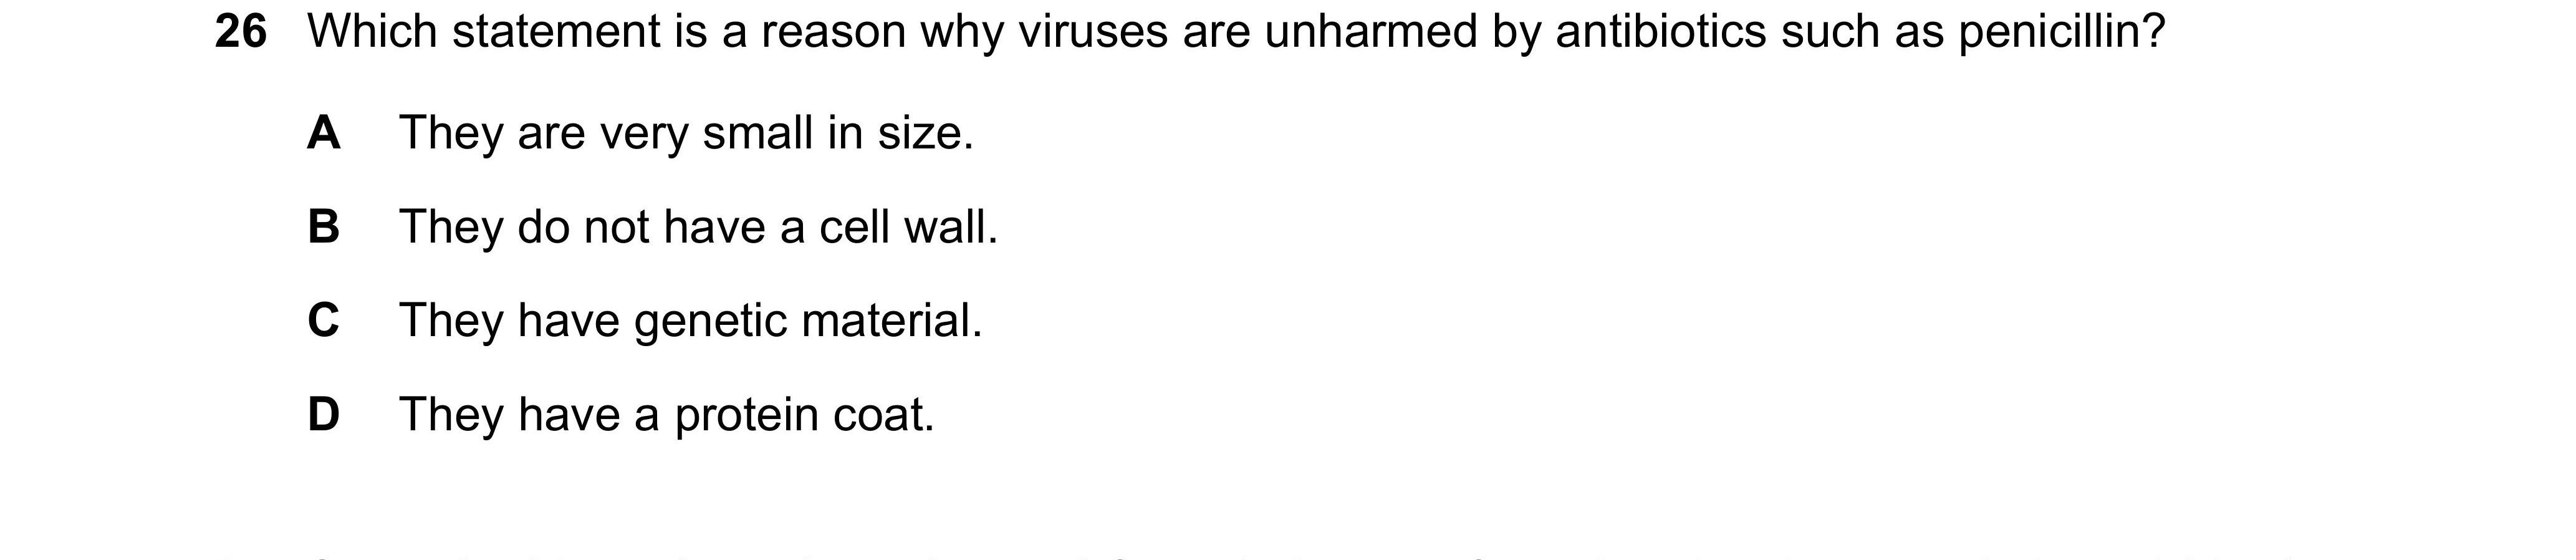 26 Which statement is a reason why viruses are unharmed by antibiotics such as penicillin?
A They are very small in size.
B They do not have a cell wall.
C They have genetic material.
D They have a protein coat.